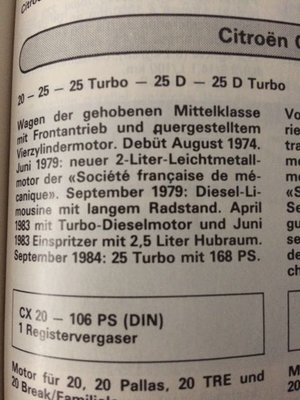 Citroën C
20 – 25 – 25 Turbo – 25 D – 25 D Turbo
Wagen der gehobenen Mittelklasse
mit Frontantrieb und quergestelltem
Vierzylindermotor. Debüt August 1974.
Juni 1979: neuer 2-Liter-Leichtmetall-
motor der «Société française de mé-
canique». September 1979: Diesel-Li-
mousine mit langem Radstand. April
1983 mit Turbo-Dieselmotor und Juni
1983 Einspritzer mit 2,5 Liter Hubraum.
September 1984: 25 Turbo mit 168 PS.
CX 20 – 106 PS (DIN)
1 Registervergaser
Motor für 20, 20 Pallas, 20 TRE und
20 Break/